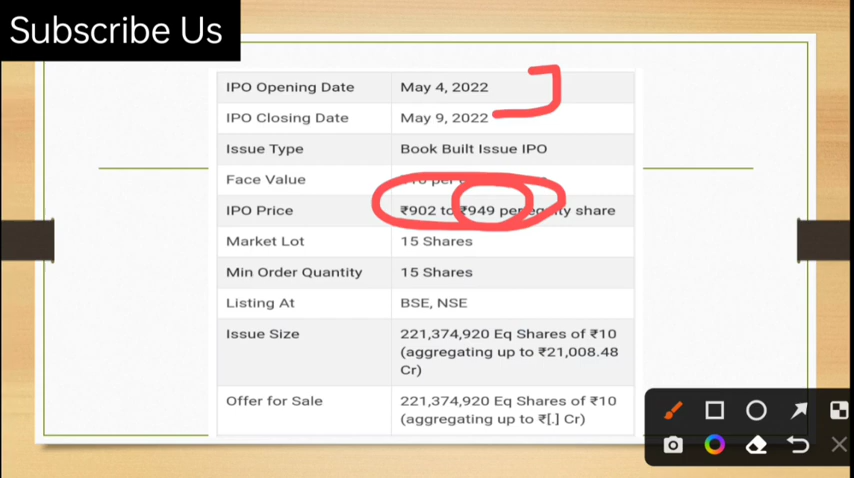 Subscribe Us
IPO Opening Date May 4, 2022
IPO Closing Date May 9, 2022
Issue Type Book Built Issue IPO
Face Value per
IPO Price ₹902 to ₹949 per equity share
Market Lot 15 Shares
Min Order Quantity 15 Shares
Listing At BSE, NSE
Issue Size 221,374,920 Eq Shares of ₹10
(aggregating up to ₹21,008.48
Cr)
Offer for Sale 221,374,920 Eq Shares of ₹10
(aggregating up to ₹[.] Cr)